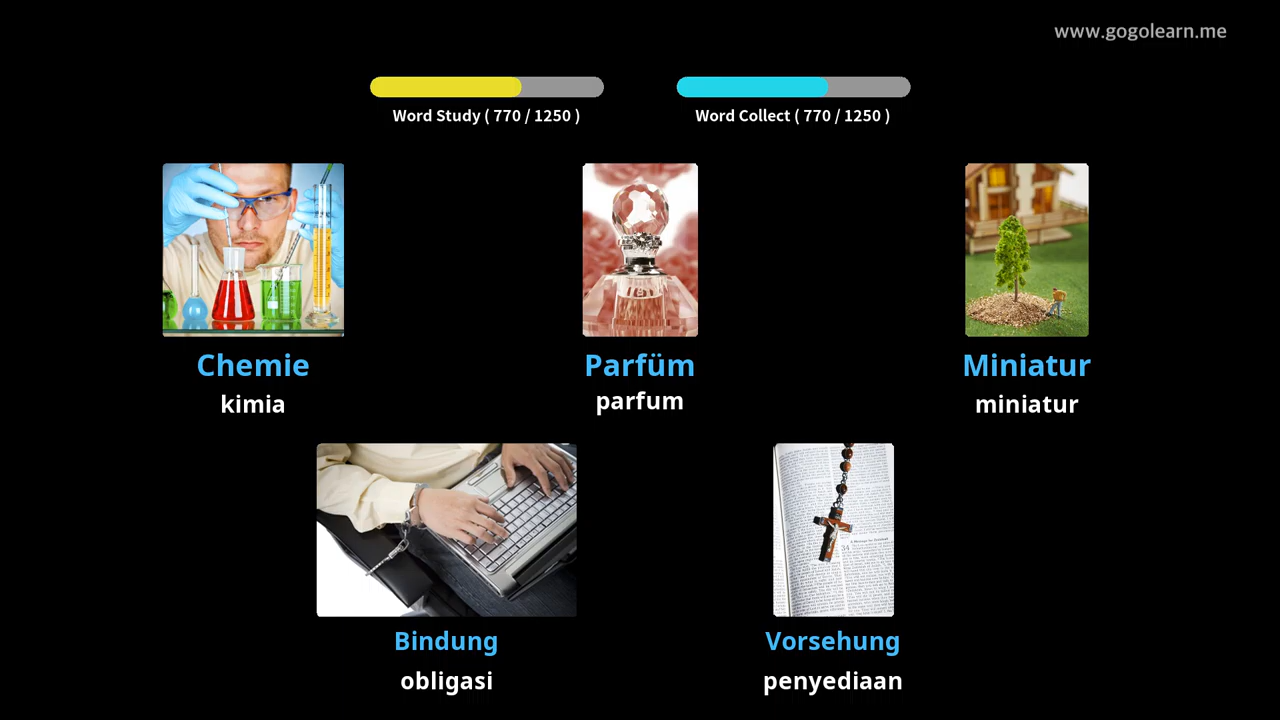 www.gogolearn.me
Word Study ( 770 / 1250 )
Word Collect ( 770 / 1250 )
Chemie
Parfüm
Miniatur
kimia
parfum
miniatur
Bindung
Vorsehung
obligasi
penyediaan